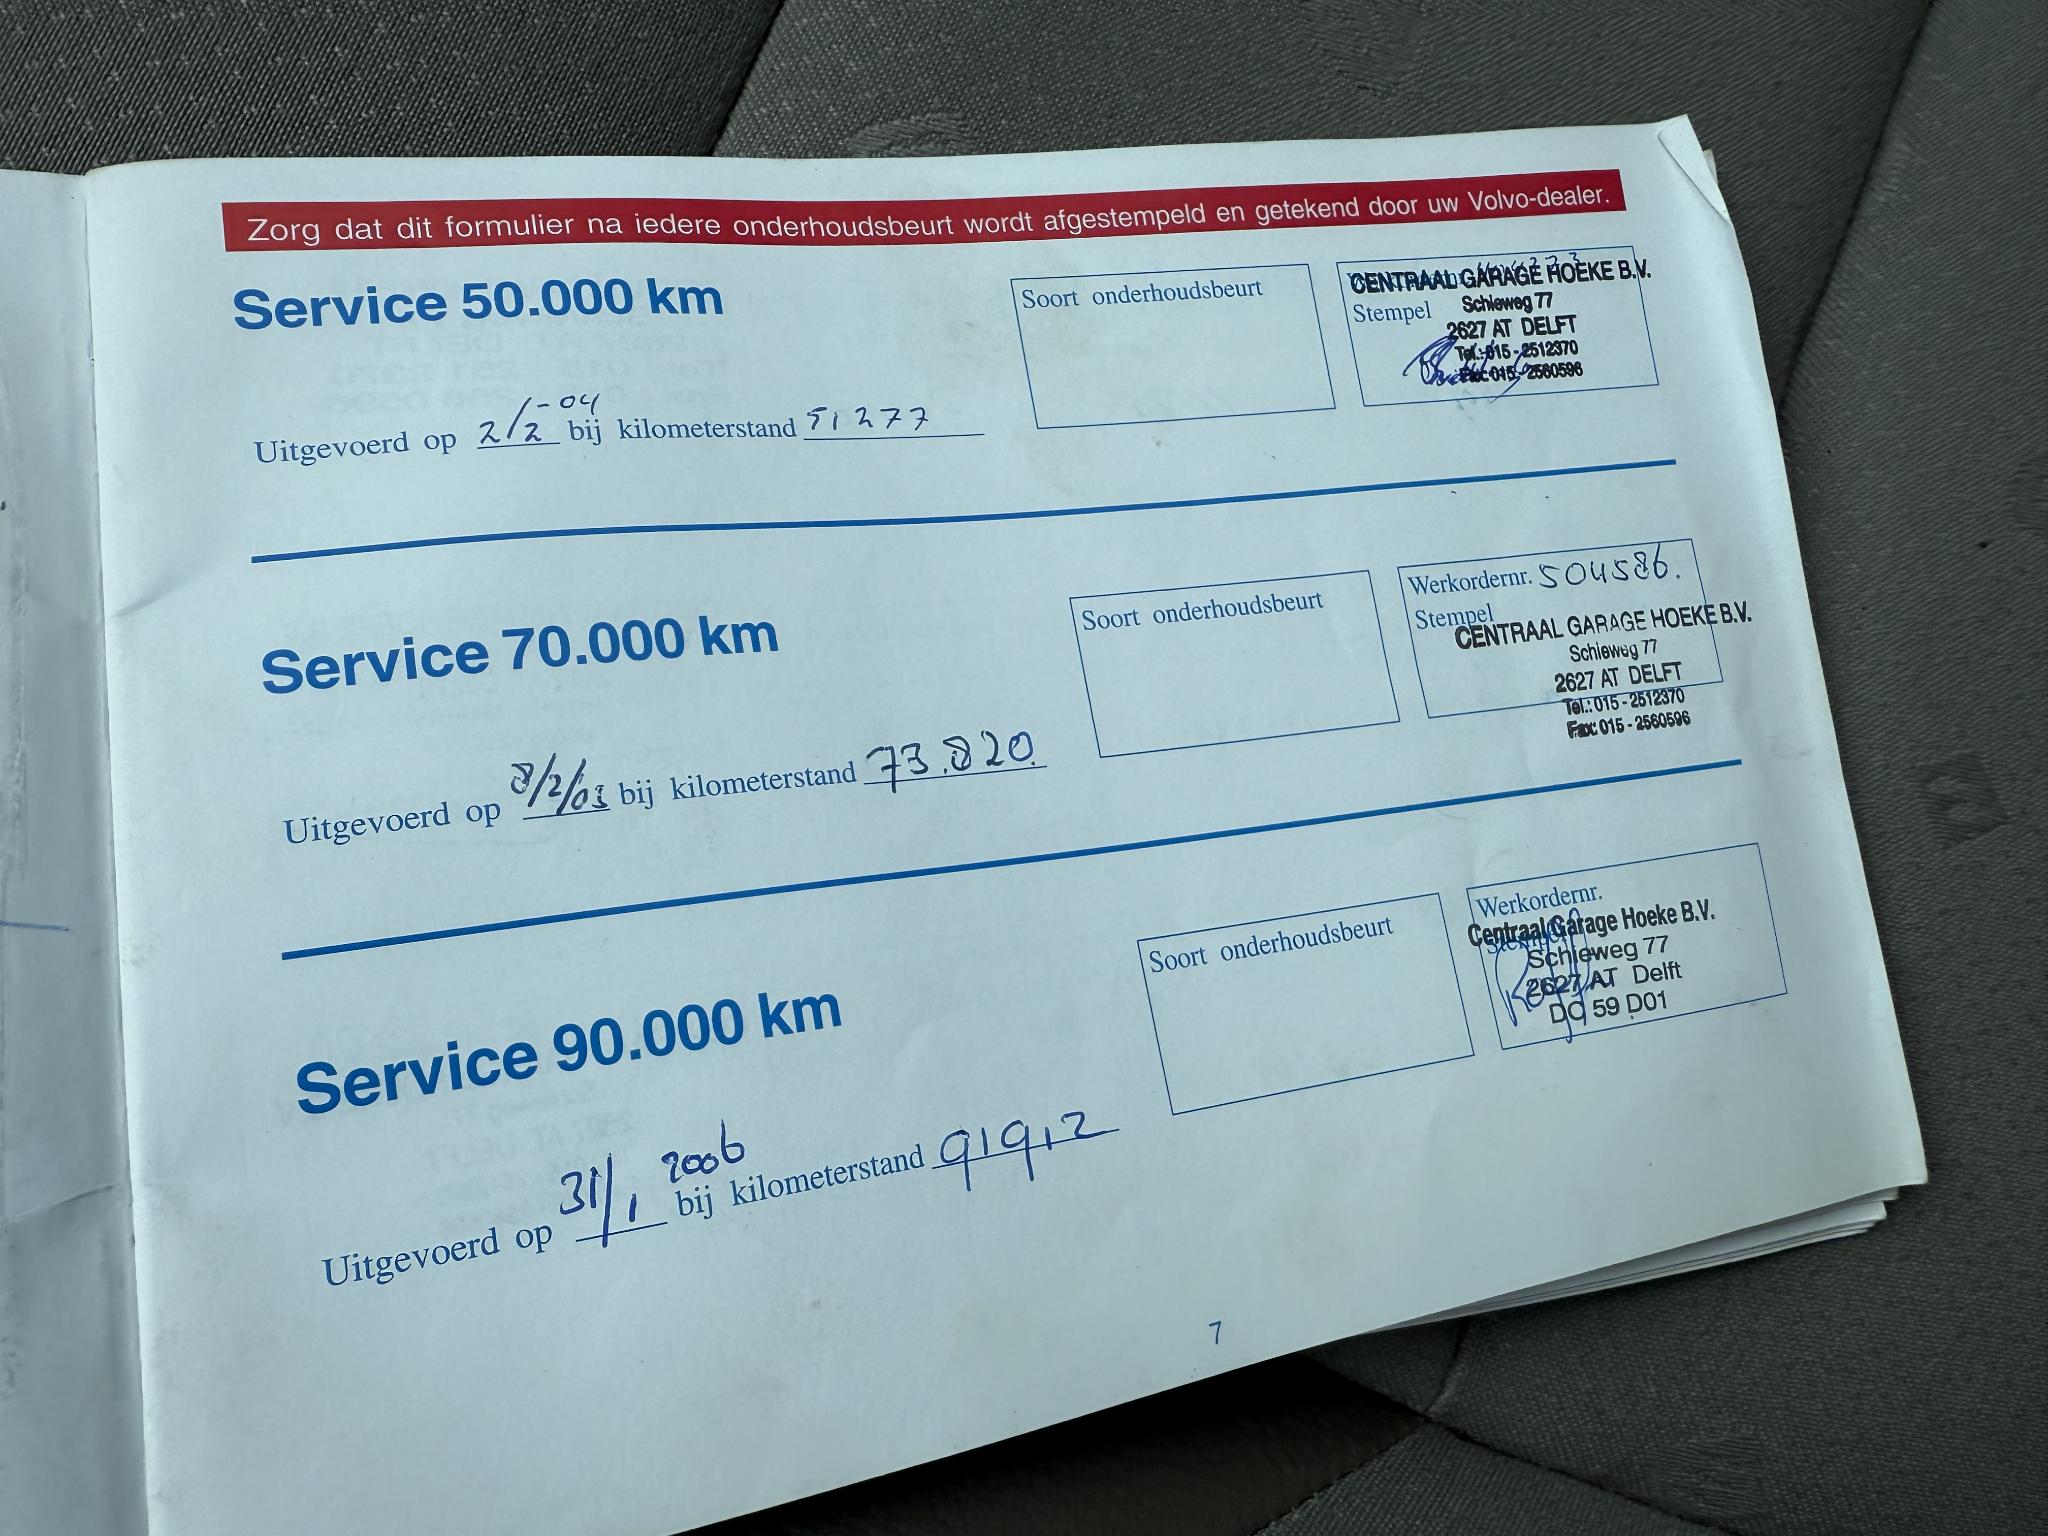 Zorg dat dit formulier na iedere onderhoudsbeurt wordt afgestempeld en getekend door uw Volvo-dealer.
Service 50.000 km
Soort onderhoudsbeurt
CENTRAAL GARAGE HOEKE B.V.
Stempel
Schieweg 77
2627 AT DELFT
Tel.: 015 - 2512370
Fax: 015 - 2560596
Uitgevoerd op 2/2-04 bij kilometerstand 51277
Service 70.000 km
Soort onderhoudsbeurt
Werkordernr. 504586.
Stempel
CENTRAAL GARAGE HOEKE B.V.
Schieweg 77
2627 AT DELFT
Tel.: 015 - 2512370
Fax: 015 - 2560596
Uitgevoerd op 8/2/05 bij kilometerstand 73.820.
Service 90.000 km
Soort onderhoudsbeurt
Werkordernr.
Stempel
Centraal Garage Hoeke B.V.
Schieweg 77
2627 AT Delft
DO 59 D01
Uitgevoerd op 31/1 2006 bij kilometerstand 91912
7